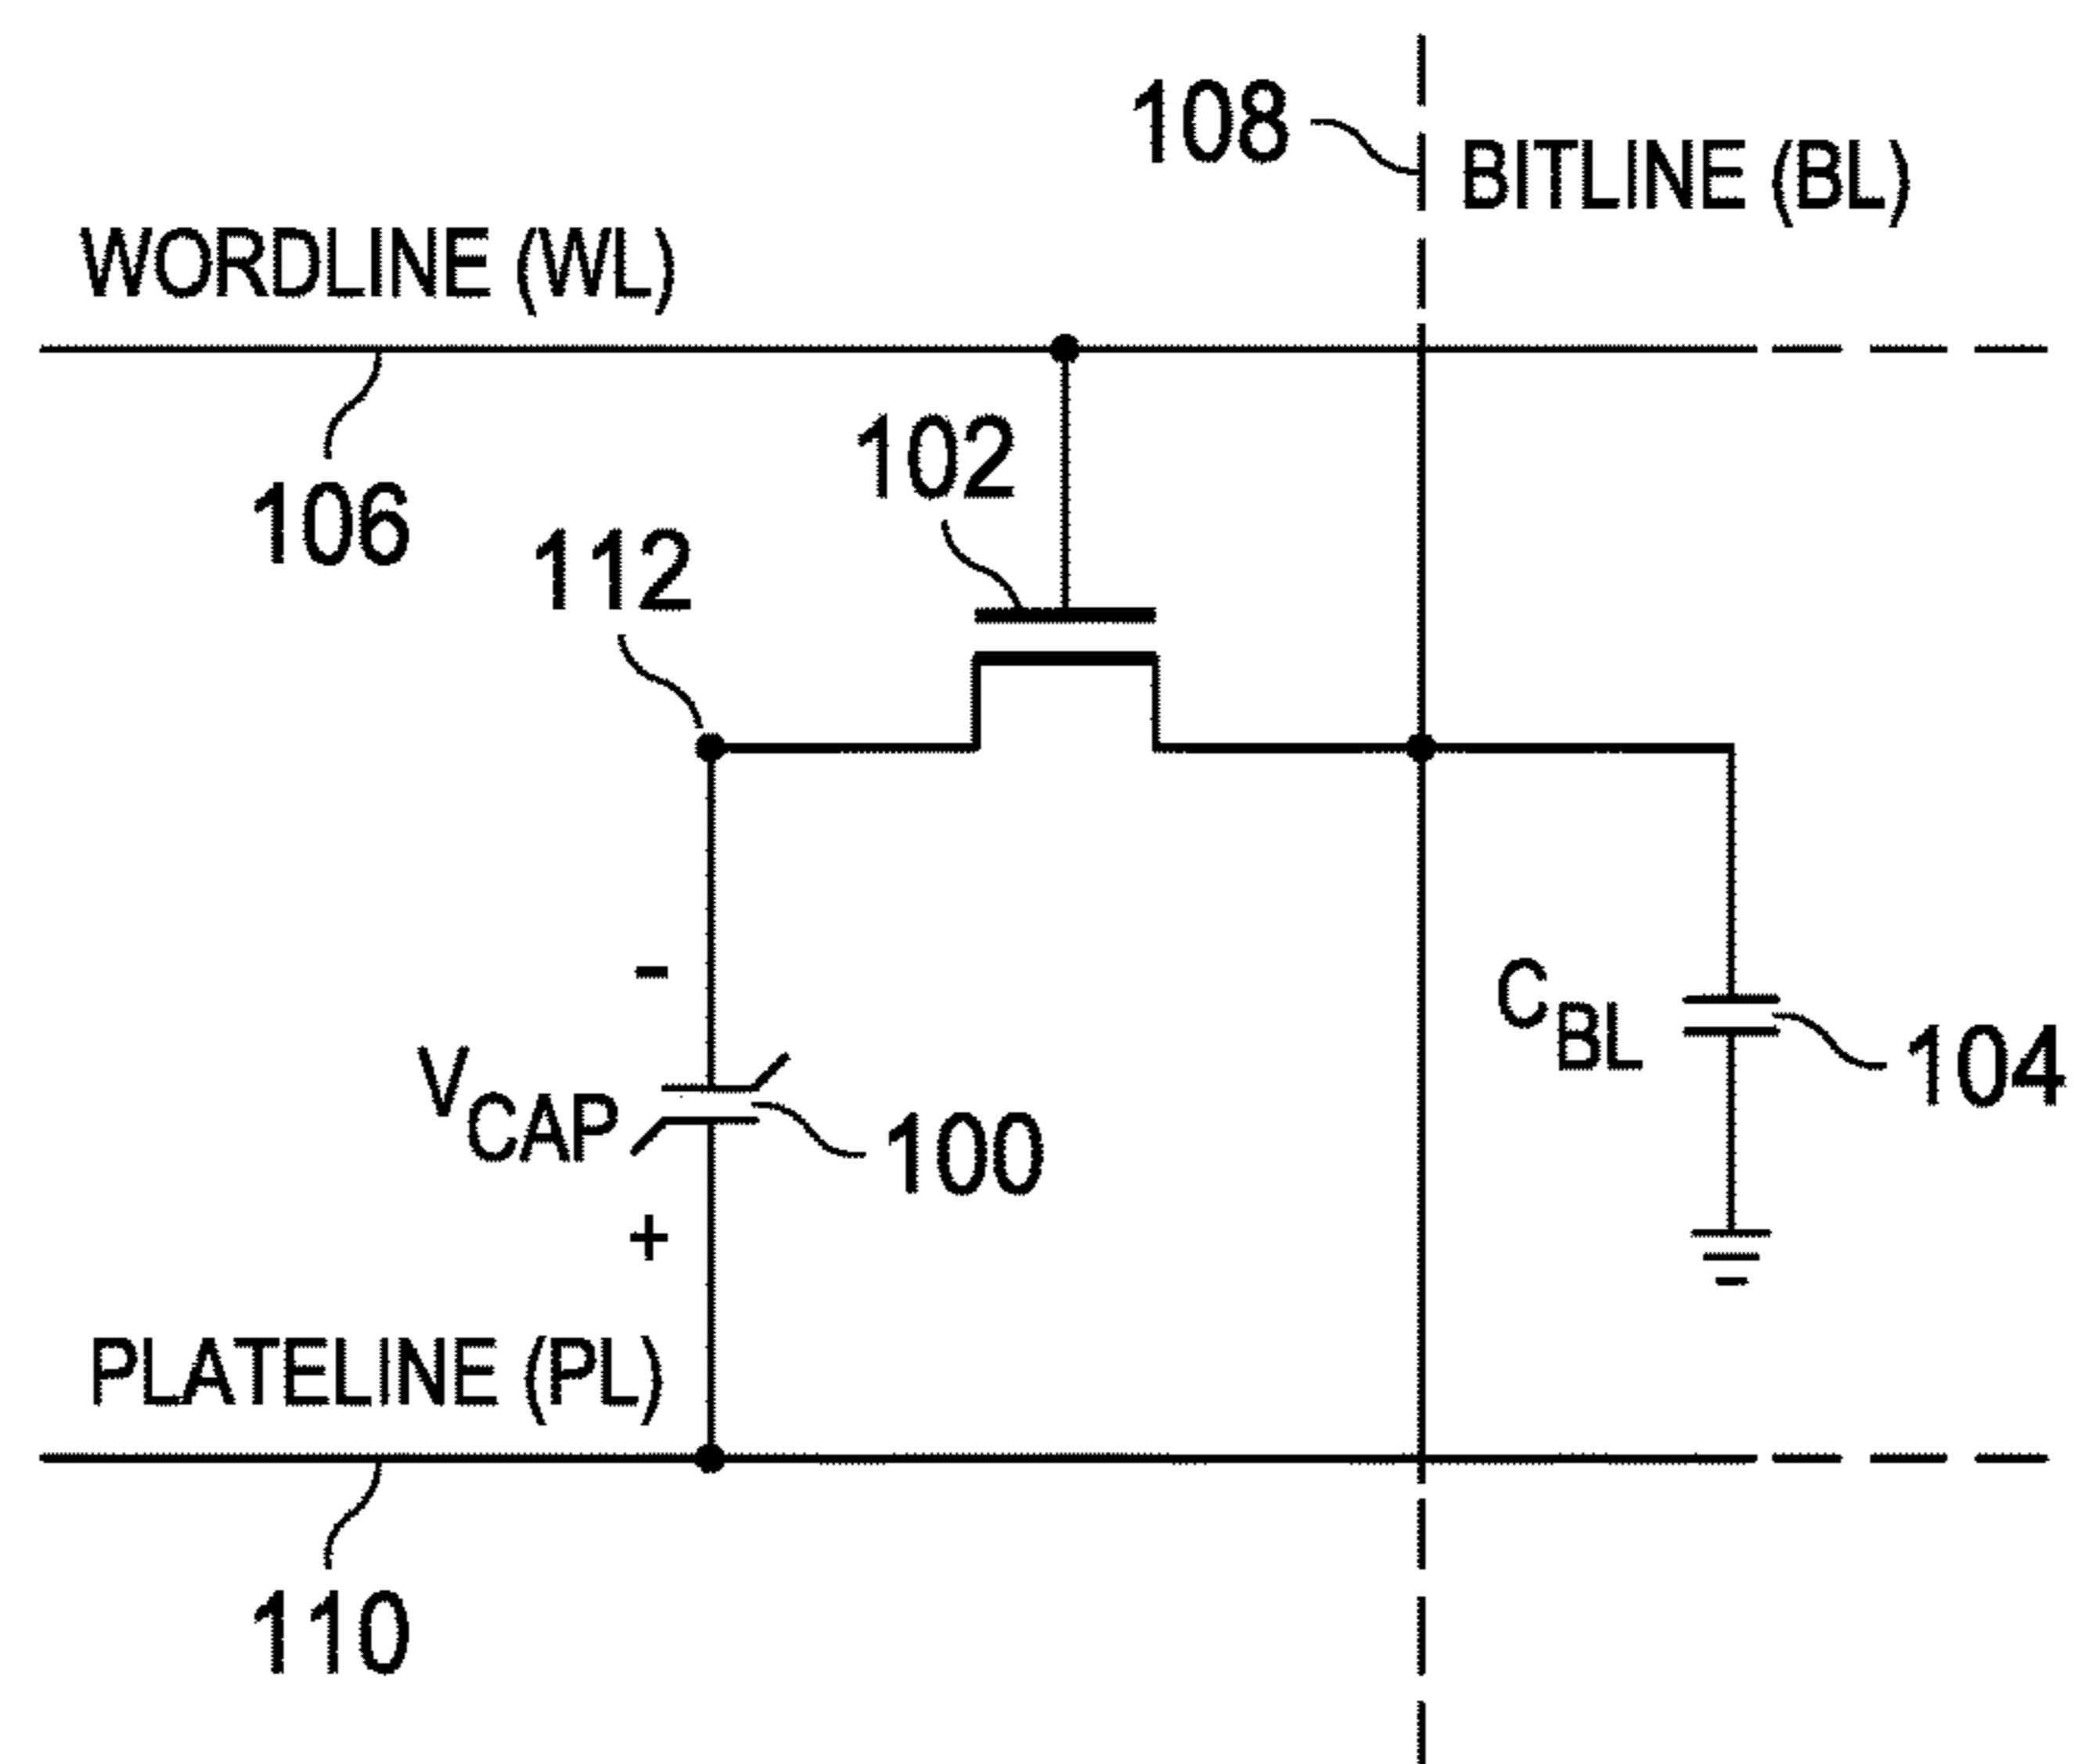 108
BITLINE (BL)
WORDLINE (WL)
106
102
112
-
VCAP
100
+
CBL
104
PLATELINE (PL)
110